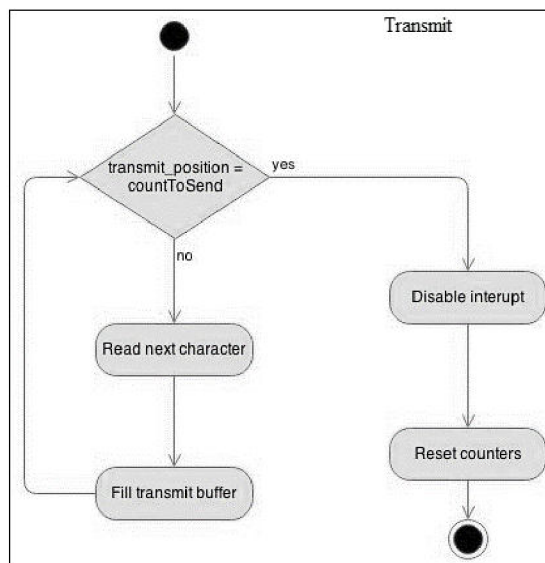 Transmit
transmit_position =
countToSend
yes
no
Disable interupt
Read next character
Reset counters
Fill transmit buffer